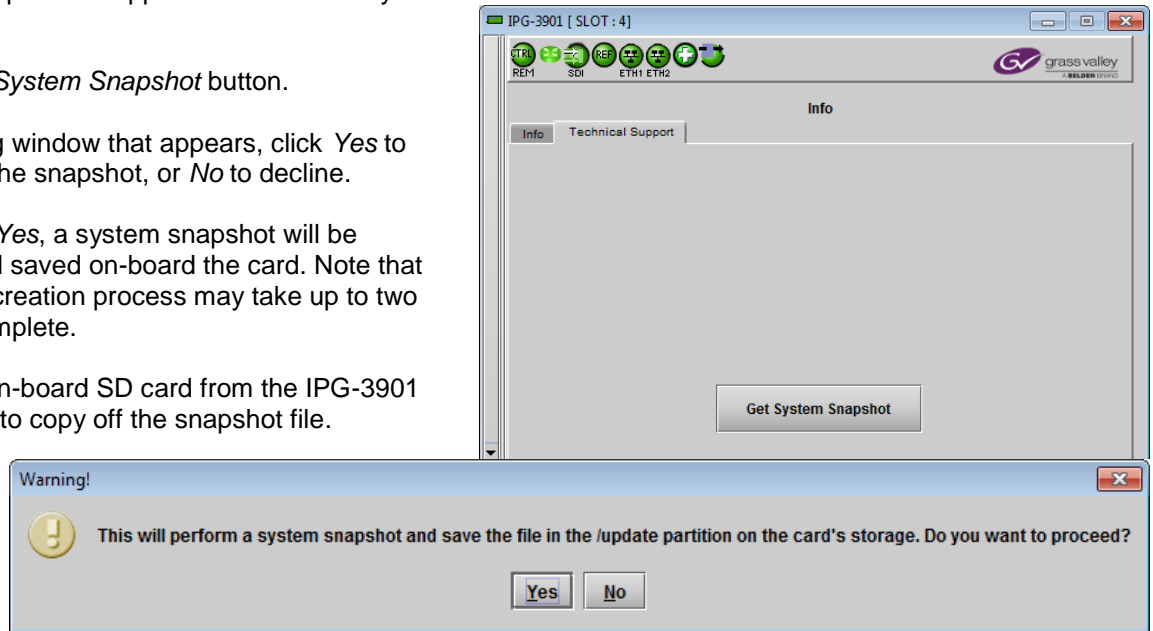 System Snapshot button.
window that appears, click Yes to
the snapshot, or No to decline.
Yes, a system snapshot will be
saved on-board the card. Note that
creation process may take up to two
on-board SD card from the IPG-3901
to copy off the snapshot file.
IPG-3901 [ SLOT : 4]
CTRL REF
REM SDI ETH1 ETH2
GV grass valley
A BELDEN BRAND
Info
Info Technical Support
Get System Snapshot
Warning!
This will perform a system snapshot and save the file in the /update partition on the card's storage. Do you want to proceed?
Yes No